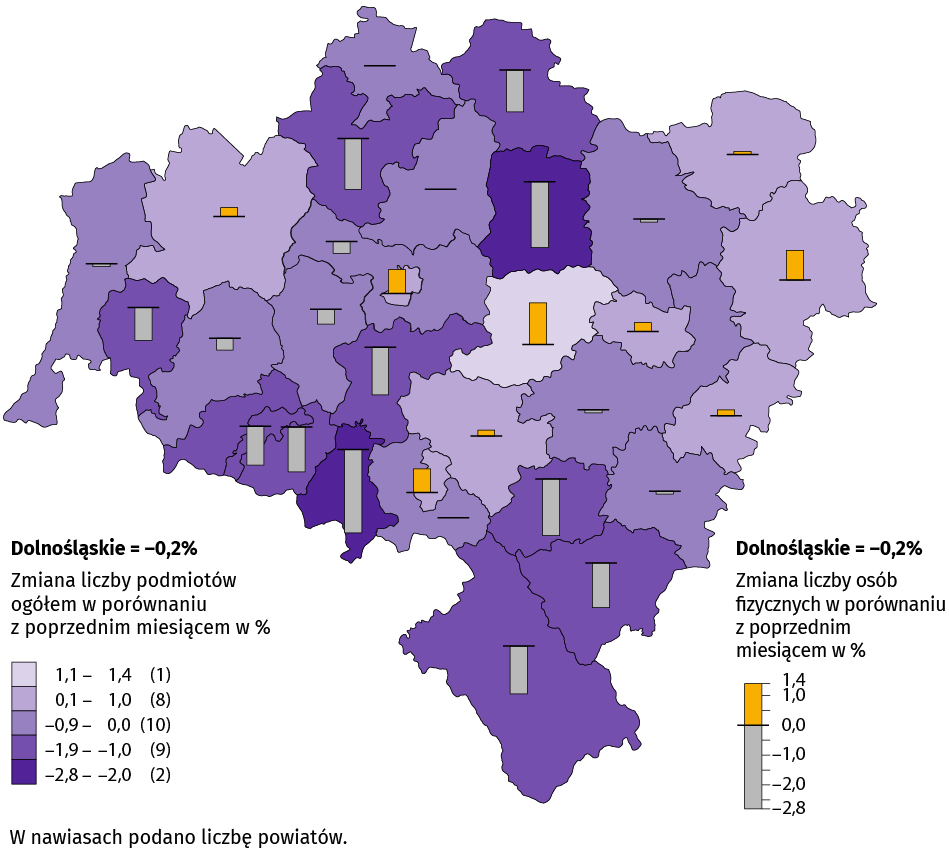 Dolnośląskie = –0,2%
Zmiana liczby podmiotów
ogółem w porównaniu
z poprzednim miesiącem w %
1,1 – 1,4 (1)
0,1 – 1,0 (8)
–0,9 – 0,0 (10)
–1,9 – –1,0 (9)
–2,8 – –2,0 (2)
W nawiasach podano liczbę powiatów.
Dolnośląskie = –0,2%
Zmiana liczby osób
fizycznych w porównaniu
z poprzednim
miesiącem w %
1,4
1,0
0,0
–1,0
–2,0
–2,8